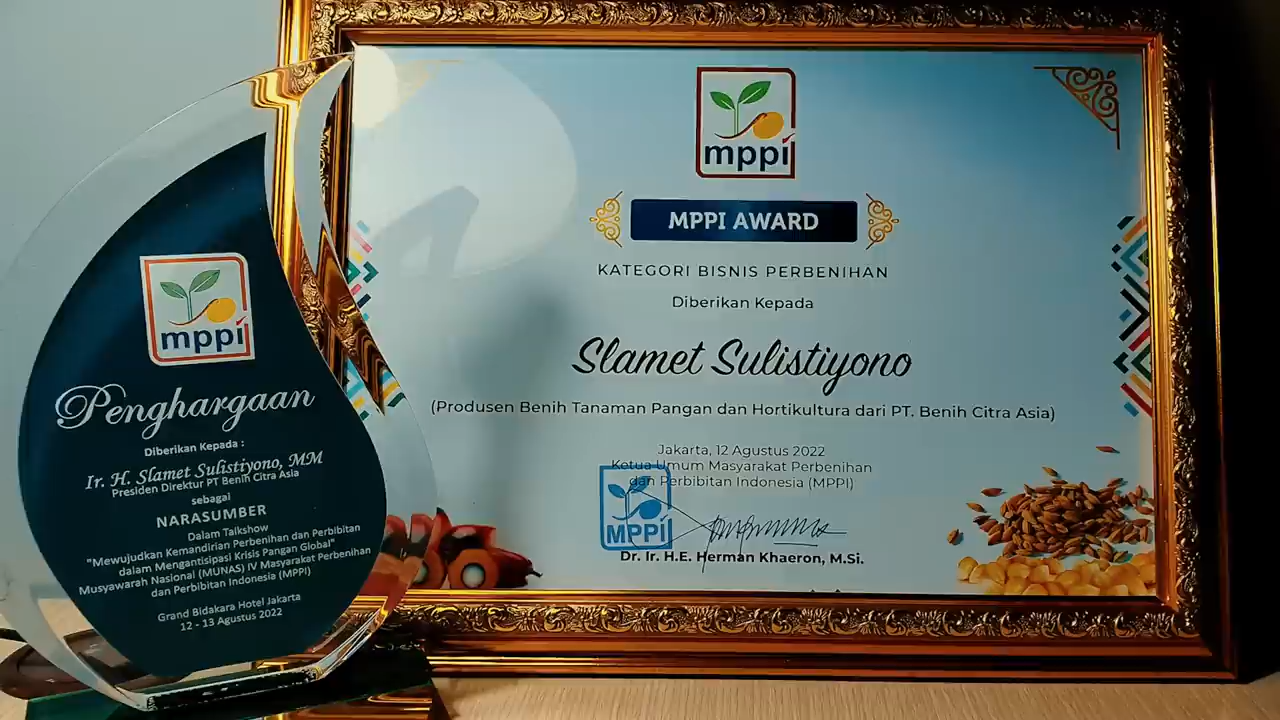 mppi
Penghargaan
Diberikan Kepada :
Ir. H. Slamet Sulistiyono, MM
Presiden Direktur PT Benih Citra Asia
sebagai
NARASUMBER
Dalam Talkshow
"Mewujudkan Kemandirian Perbenihan dan Perbibitan
dalam Mengantisipasi Krisis Pangan Global"
Musyawarah Nasional (MUNAS) IV Masyarakat Perbenihan
dan Perbibitan Indonesia (MPPI)
Grand Bidakara Hotel Jakarta
12 - 13 Agustus 2022
mppi
MPPI AWARD
KATEGORI BISNIS PERBENIHAN
Diberikan Kepada
Slamet Sulistiyono
(Produsen Benih Tanaman Pangan dan Hortikultura dari PT. Benih Citra Asia)
Jakarta, 12 Agustus 2022
Ketua Umum Masyarakat Perbenihan
dan Perbibitan Indonesia (MPPI)
MPPI
Dr. Ir. H.E. Herman Khaeron, M.Si.